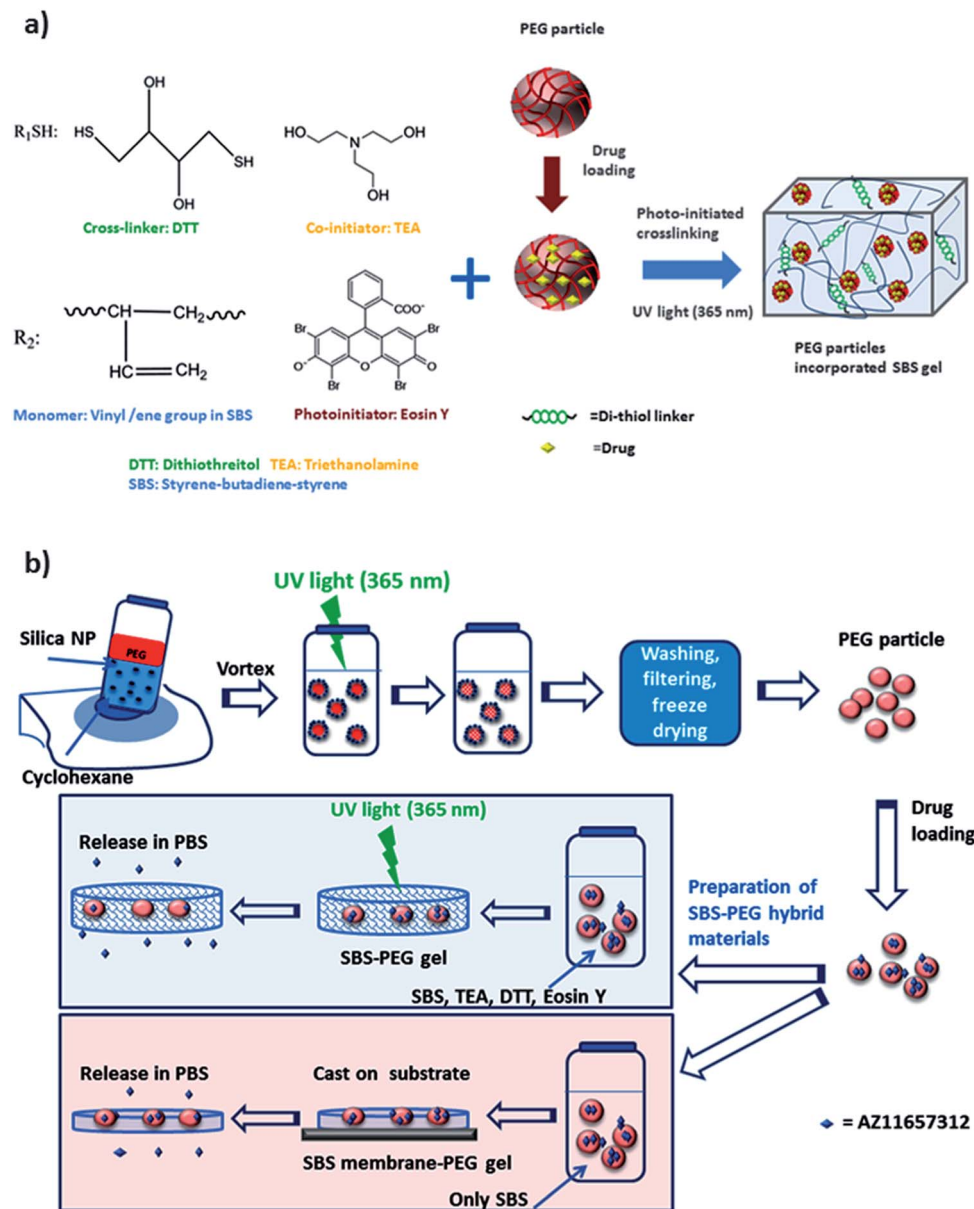 a)
PEG particle
R₁SH:
OH
HS
SH
OH
Cross-linker: DTT
HO
OH
N
OH
Co-initiator: TEA
Drug
loading
Photo-initiated
crosslinking
UV light (365 nm)
PEG particles
incorporated SBS gel
R₂:
CH
CH₂
HC
CH₂
Monomer: Vinyl /ene group in SBS
COO⁻
Br
Br
O⁻
O
O
Br
Br
Photoinitiator: Eosin Y
=Di-thiol linker
=Drug
DTT: Dithiothreitol TEA: Triethanolamine
SBS: Styrene-butadiene-styrene
b)
UV light (365 nm)
Silica NP
PEG
Cyclohexane
Vortex
Washing,
filtering,
freeze
drying
PEG particle
Drug
loading
UV light (365 nm)
Release in PBS
SBS-PEG gel
SBS, TEA, DTT, Eosin Y
Preparation of
SBS-PEG hybrid
materials
Release in PBS
Cast on substrate
SBS membrane-PEG gel
Only SBS
= AZ11657312